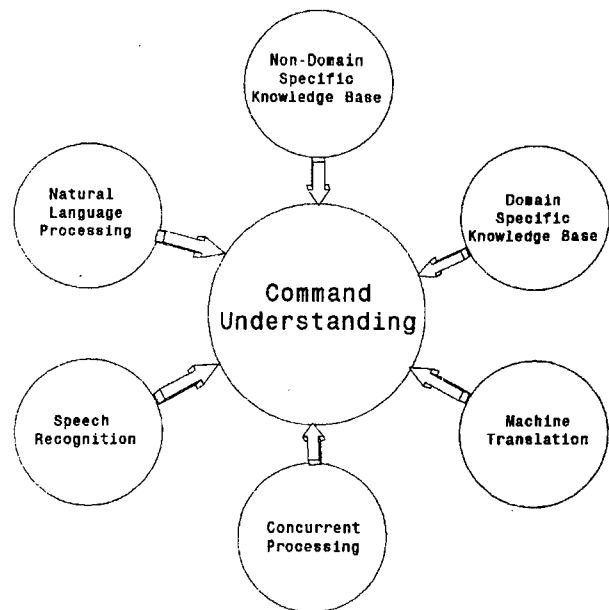 Non-Domain
Specific
Knowledge Base
Natural
Language
Processing
Domain
Specific
Knowledge Base
Command
Understanding
Speech
Recognition
Machine
Translation
Concurrent
Processing